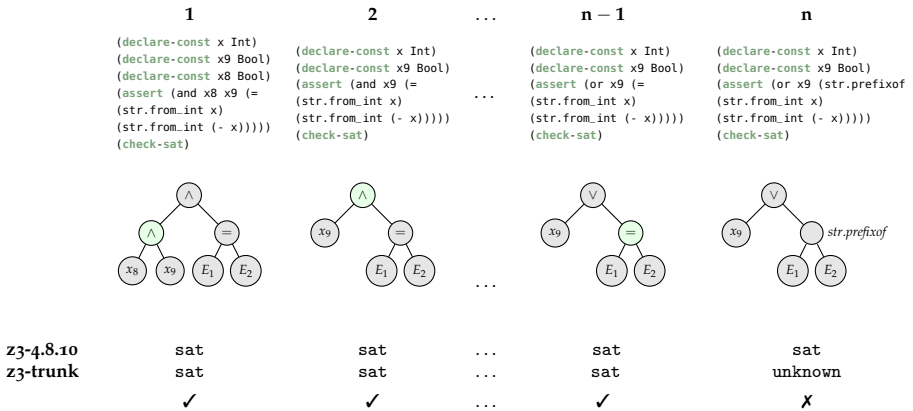 1 2 ... n − 1 n
(declare-const x Int)
(declare-const x9 Bool)
(declare-const x8 Bool)
(assert (and x8 x9 (=
(str.from_int x)
(str.from_int (- x)))))
(check-sat)
(declare-const x Int)
(declare-const x9 Bool)
(assert (and x9 (=
(str.from_int x)
(str.from_int (- x)))))
(check-sat)
...
(declare-const x Int)
(declare-const x9 Bool)
(assert (or x9 (=
(str.from_int x)
(str.from_int (- x)))))
(check-sat)
(declare-const x Int)
(declare-const x9 Bool)
(assert (or x9 (str.prefixof
(str.from_int x)
(str.from_int (- x)))))
(check-sat)
∧ ∧ ∨ ∨
∧ = x9 = x9 = x9 str.prefixof
x8 x9 E1 E2 E1 E2 ... E1 E2 E1 E2
z3-4.8.10 sat sat ... sat sat
z3-trunk sat sat ... sat unknown
✓ ✓ ... ✓ ✗